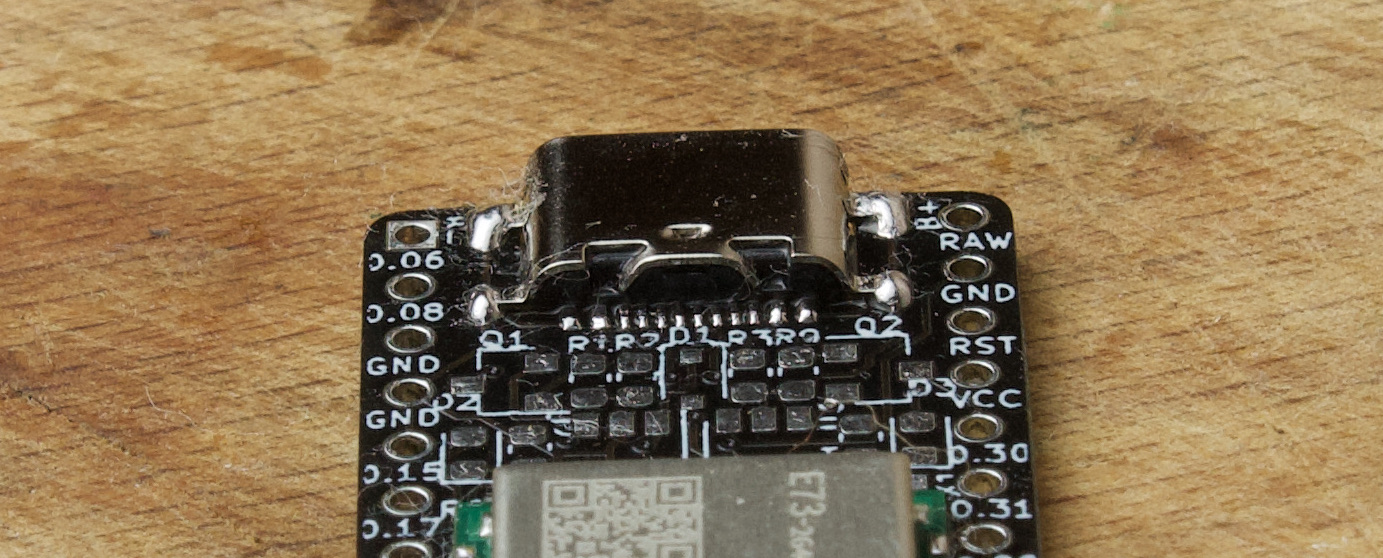 B+
RAW
0.06
GND
0.08
Q1
R1
R2
D1
R3
R9
Q2
RST
GND
D3
VCC
GND
0.15
0.30
E73-2G4
0.17
0.31